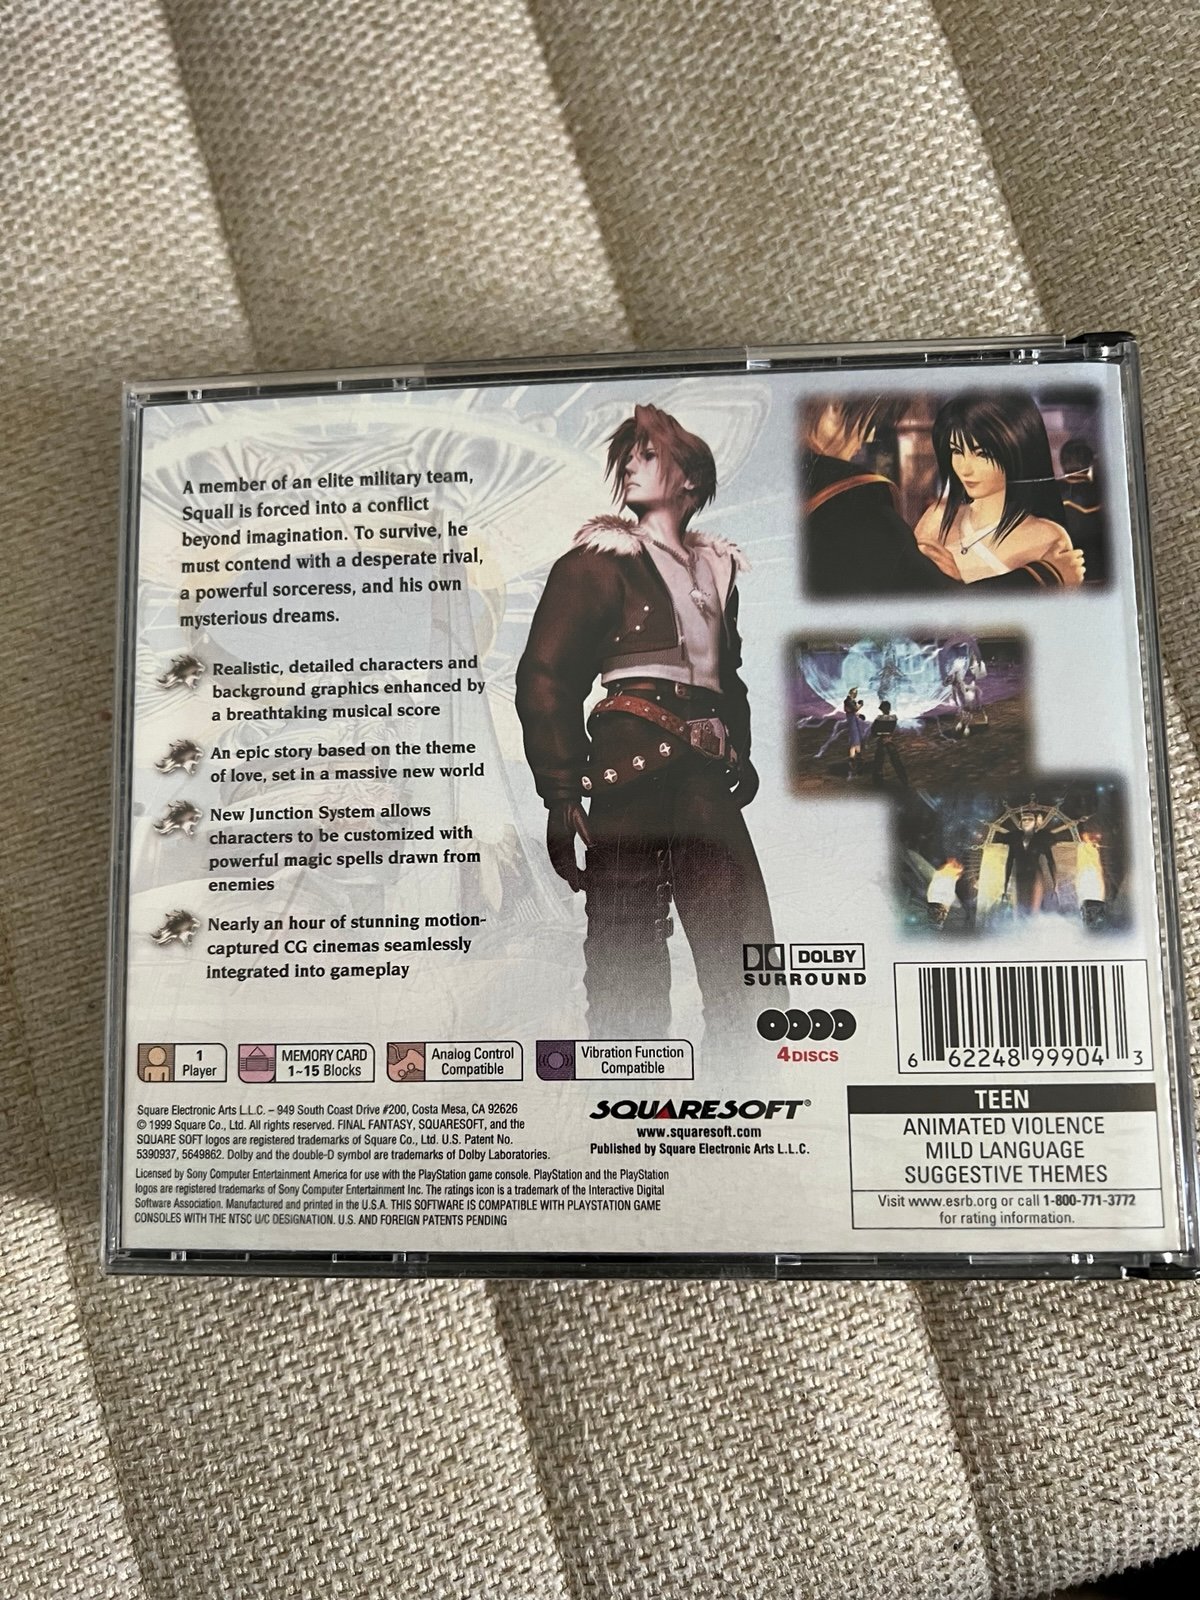 A member of an elite military team,
Squall is forced into a conflict
beyond imagination. To survive, he
must contend with a desperate rival,
a powerful sorceress, and his own
mysterious dreams.
Realistic, detailed characters and
background graphics enhanced by
a breathtaking musical score
An epic story based on the theme
of love, set in a massive new world
New Junction System allows
characters to be customized with
powerful magic spells drawn from
enemies
Nearly an hour of stunning motion-
captured CG cinemas seamlessly
integrated into gameplay
DOLBY
SURROUND
4 DISCS
6 62248 99904 3
1
Player
MEMORY CARD
1~15 Blocks
Analog Control
Compatible
Vibration Function
Compatible
Square Electronic Arts L.L.C. – 949 South Coast Drive #200, Costa Mesa, CA 92626
© 1999 Square Co., Ltd. All rights reserved. FINAL FANTASY, SQUARESOFT, and the
SQUARE SOFT logos are registered trademarks of Square Co., Ltd. U.S. Patent No.
5390937, 5649862. Dolby and the double-D symbol are trademarks of Dolby Laboratories.
Licensed by Sony Computer Entertainment America for use with the PlayStation game console. PlayStation and the PlayStation
logos are registered trademarks of Sony Computer Entertainment Inc. The ratings icon is a trademark of the Interactive Digital
Software Association. Manufactured and printed in the U.S.A. THIS SOFTWARE IS COMPATIBLE WITH PLAYSTATION GAME
CONSOLES WITH THE NTSC U/C DESIGNATION. U.S. AND FOREIGN PATENTS PENDING
SQUARESOFT®
www.squaresoft.com
Published by Square Electronic Arts L.L.C.
TEEN
ANIMATED VIOLENCE
MILD LANGUAGE
SUGGESTIVE THEMES
Visit www.esrb.org or call 1-800-771-3772
for rating information.